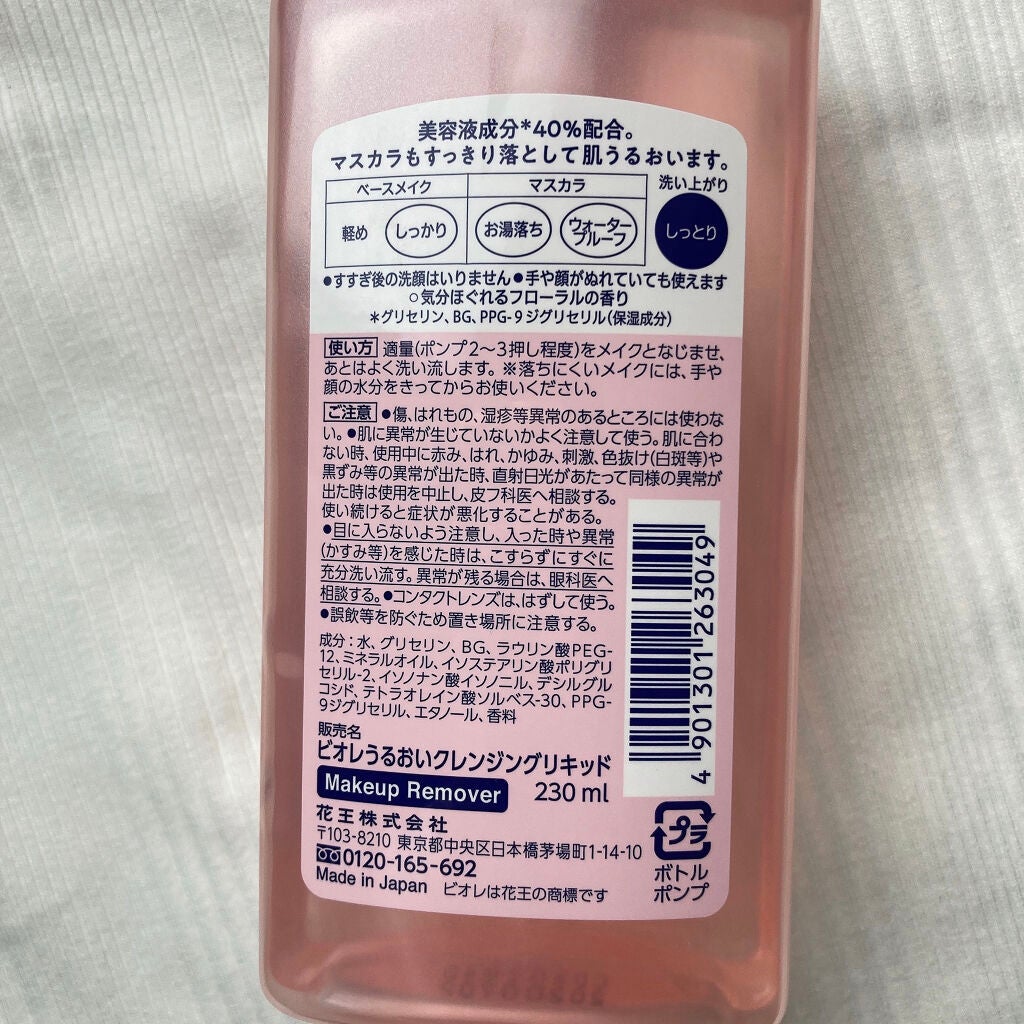 美容液成分*40%配合。
マスカラもすっきり落として肌うるおいます。
ベースメイク マスカラ 洗い上がり
軽め しっかり お湯落ち ウォータープルーフ しっとり
●すすぎ後の洗顔はいりません●手や顔がぬれていても使えます
○気分ほぐれるフローラルの香り
*グリセリン、BG、PPG-9ジグリセリル(保湿成分)
使い方 適量(ポンプ2〜3押し程度)をメイクとなじませ、
あとはよく洗い流します。 ※落ちにくいメイクには、手や
顔の水分をきってからお使いください。
ご注意 ●傷、はれもの、湿疹等異常のあるところには使わな
い。●肌に異常が生じていないかよく注意して使う。肌に合わ
ない時、使用中に赤み、はれ、かゆみ、刺激、色抜け(白斑等)や
黒ずみ等の異常が出た時、直射日光があたって同様の異常が
出た時は使用を中止し、皮フ科医へ相談する。
使い続けると症状が悪化することがある。
●目に入らないよう注意し、入った時や異常
(かすみ等)を感じた時は、こすらずにすぐに
充分洗い流す。異常が残る場合は、眼科医へ
相談する。●コンタクトレンズは、はずして使う。
●誤飲等を防ぐため置き場所に注意する。
成分:水、グリセリン、BG、ラウリン酸PEG-
12、ミネラルオイル、イソステアリン酸ポリグリ
セリル-2、イソノナン酸イソノニル、デシルグル
コシド、テトラオレイン酸ソルベス-30、PPG-
9ジグリセリル、エタノール、香料
販売名
ビオレうるおいクレンジングリキッド
Makeup Remover 230 ml
花王株式会社
〒103-8210 東京都中央区日本橋茅場町1-14-10
0120-165-692
Made in Japan ビオレは花王の商標です
4 901301 263049
プラ
ボトル
ポンプ